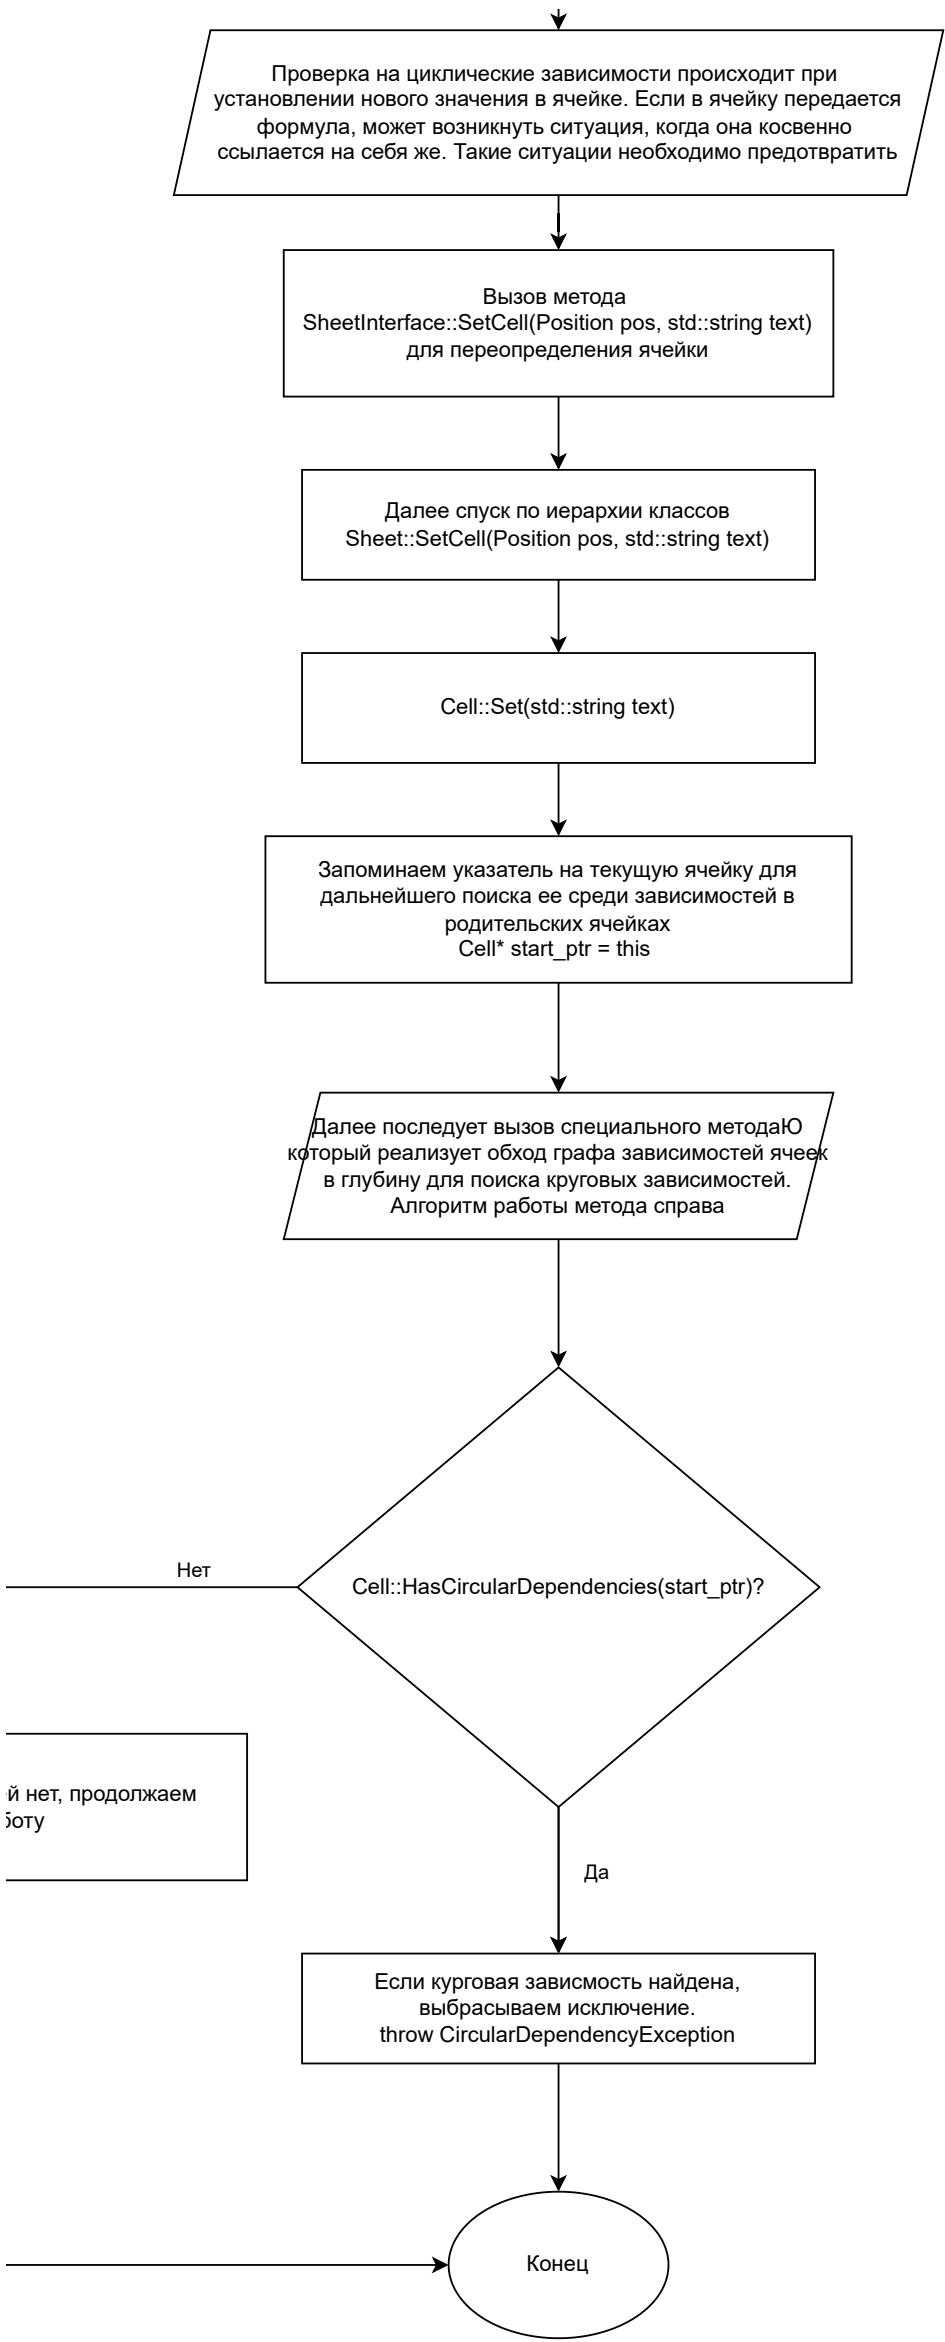 Проверка на циклические зависимости происходит при
установлении нового значения в ячейке. Если в ячейку передается
формула, может возникнуть ситуация, когда она косвенно
ссылается на себя же. Такие ситуации необходимо предотвратить
Вызов метода
SheetInterface::SetCell(Position pos, std::string text)
для переопределения ячейки
Далее спуск по иерархии классов
Sheet::SetCell(Position pos, std::string text)
Cell::Set(std::string text)
Запоминаем указатель на текущую ячейку для
дальнейшего поиска ее среди зависимостей в
родительских ячейках
Cell* start_ptr = this
Далее последует вызов специального методаЮ
который реализует обход графа зависимостей ячеек
в глубину для поиска круговых зависимостей.
Алгоритм работы метода справа
Нет
Cell::HasCircularDependencies(start_ptr)?
й нет, продолжаем
боту
Да
Если курговая зависмость найдена,
выбрасываем исключение.
throw CircularDependencyException
Конец